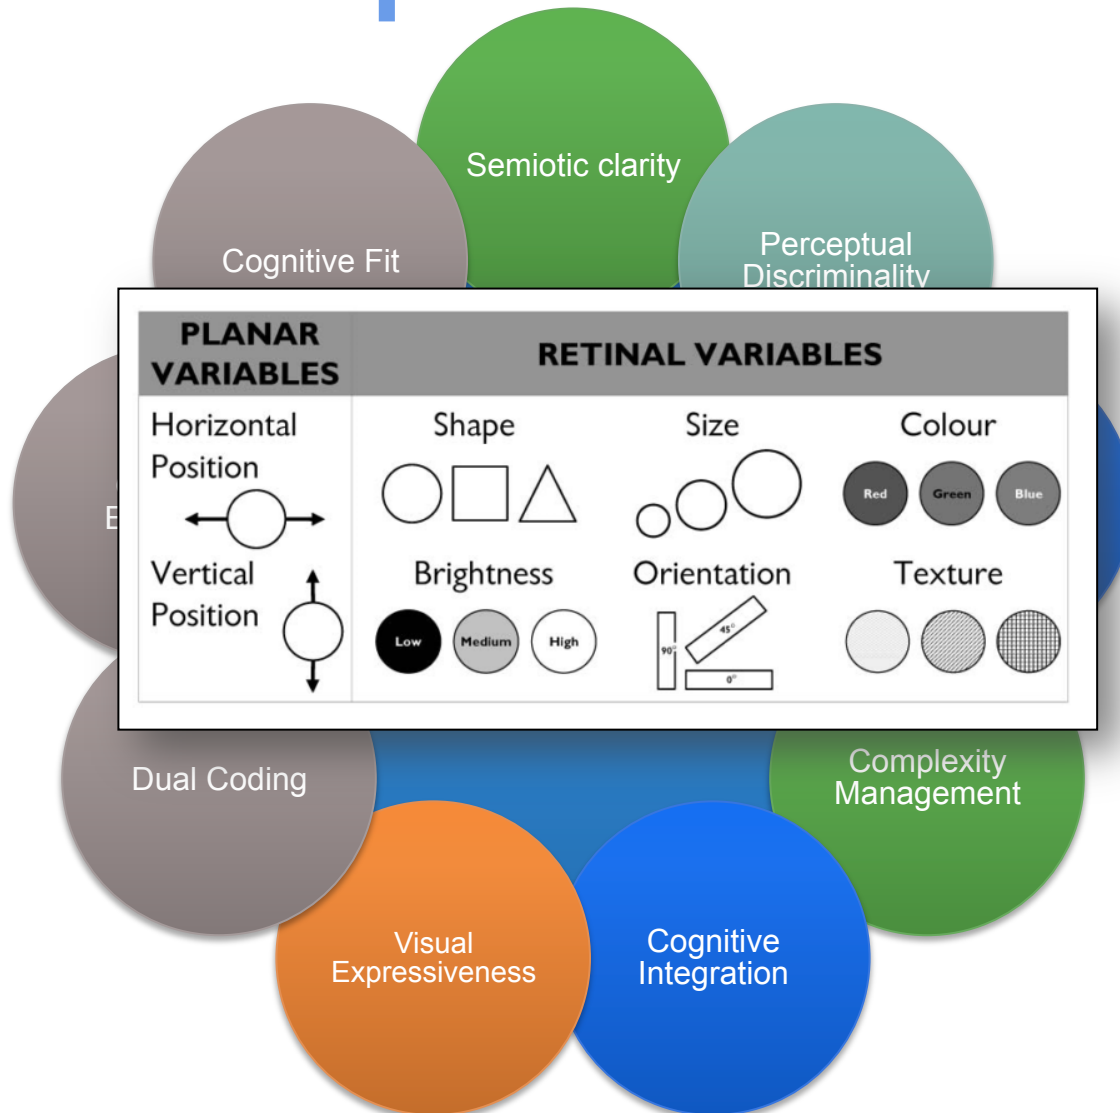 Semiotic clarity
Cognitive Fit
Perceptual
Discriminality
PLANAR
VARIABLES
RETINAL VARIABLES
Horizontal
Position
Shape
Size
Colour
Red
Green
Blue
Vertical
Position
Brightness
Orientation
Texture
Low
Medium
High
90°
45°
0°
Dual Coding
Complexity
Management
Visual
Expressiveness
Cognitive
Integration